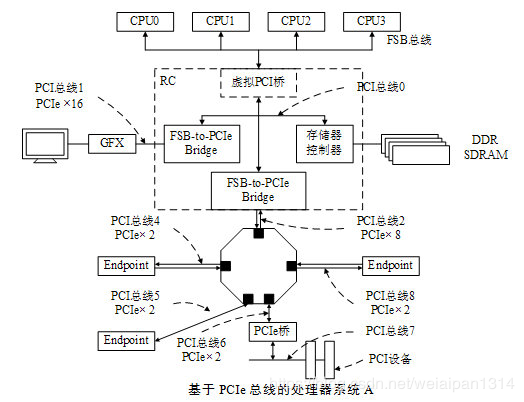 CPU0
CPU1
CPU2
CPU3
FSB总线
RC
虚拟PCI桥
PCI总线1
PCIe ×16
PCI总线0
GFX
FSB-to-PCIe
Bridge
存储器
控制器
DDR
SDRAM
FSB-to-PCIe
Bridge
PCI总线4
PCIe× 2
PCI总线2
PCIe× 8
Endpoint
Endpoint
PCI总线5
PCIe× 2
PCI总线8
PCIe× 2
Endpoint
PCI总线6
PCIe× 2
PCIe桥
PCI总线7
PCI设备
基于 PCIe 总线的处理器系统 A